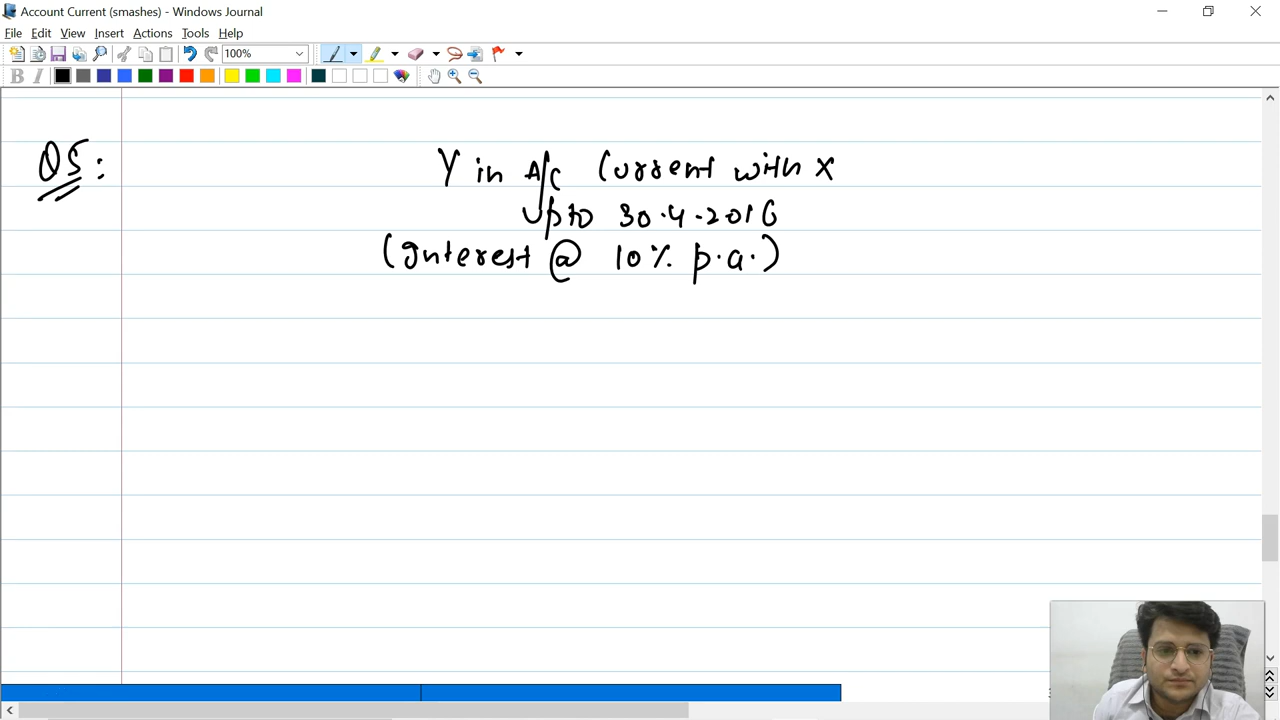 Account Current (smashes) - Windows Journal
File Edit View Insert Actions Tools Help
100%
B I
Q5:
Y in A/C Current with X
upto 30.4.2016
(Interest @ 10% p.a.)